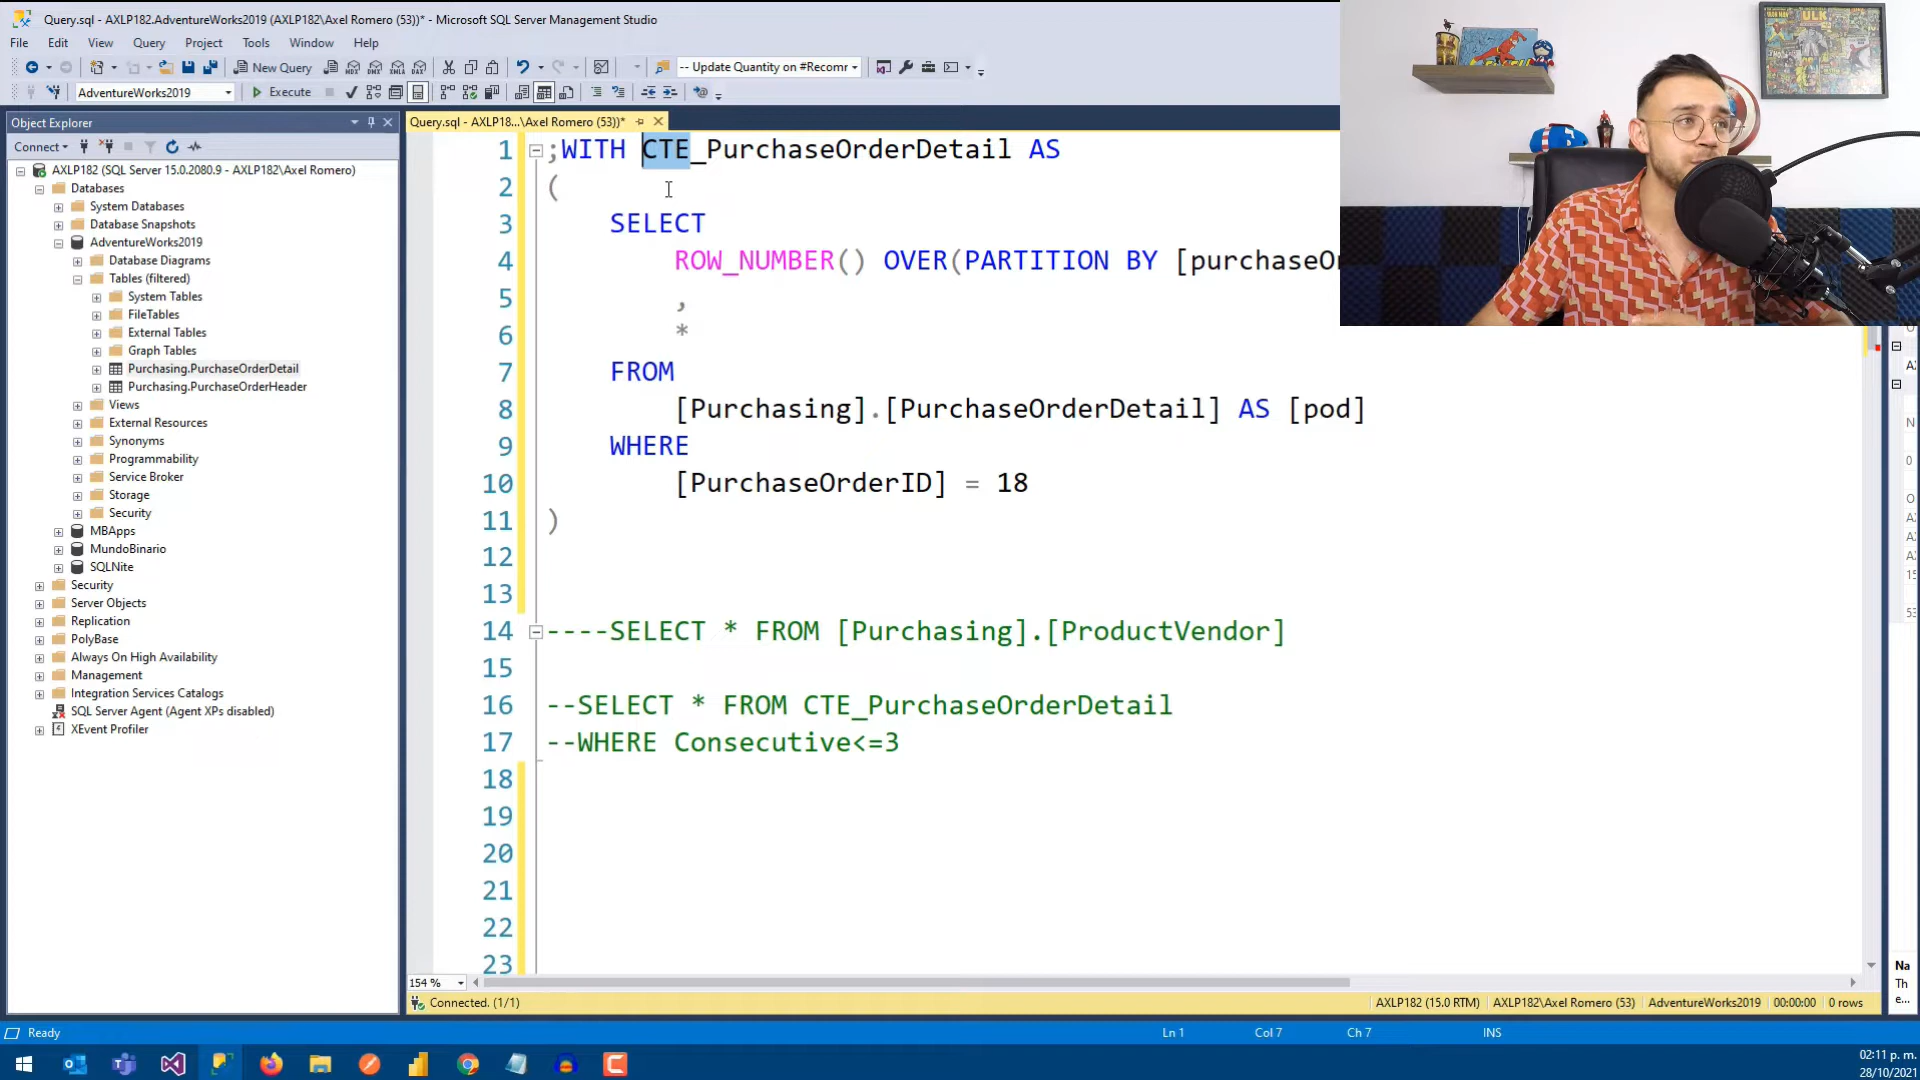 Query.sql - AXLP182.AdventureWorks2019 (AXLP182\Axel Romero (53))* - Microsoft SQL Server Management Studio
File Edit View Query Project Tools Window Help
New Query
-- Update Quantity on #Recomr
AdventureWorks2019
Execute
Object Explorer
Query.sql - AXLP18...\Axel Romero (53))*
Connect
AXLP182 (SQL Server 15.0.2080.9 - AXLP182\Axel Romero)
Databases
System Databases
Database Snapshots
AdventureWorks2019
Database Diagrams
Tables (filtered)
System Tables
FileTables
External Tables
Graph Tables
Purchasing.PurchaseOrderDetail
Purchasing.PurchaseOrderHeader
Views
External Resources
Synonyms
Programmability
Service Broker
Storage
Security
MBApps
MundoBinario
SQLNite
Security
Server Objects
Replication
PolyBase
Always On High Availability
Management
Integration Services Catalogs
SQL Server Agent (Agent XPs disabled)
XEvent Profiler
1 ;WITH CTE_PurchaseOrderDetail AS
2 (
3 SELECT
4 ROW_NUMBER() OVER(PARTITION BY [purchaseOr
5 ,
6 *
7 FROM
8 [Purchasing].[PurchaseOrderDetail] AS [pod]
9 WHERE
10 [PurchaseOrderID] = 18
11 )
12
13
14 ----SELECT * FROM [Purchasing].[ProductVendor]
15
16 --SELECT * FROM CTE_PurchaseOrderDetail
17 --WHERE Consecutive<=3
18
19
20
21
22
23
154 %
Connected. (1/1)
AXLP182 (15.0 RTM) AXLP182\Axel Romero (53) AdventureWorks2019 00:00:00 0 rows
Na
Th
e...
Ready
Ln 1 Col 7 Ch 7 INS
02:11 p. m.
28/10/2021